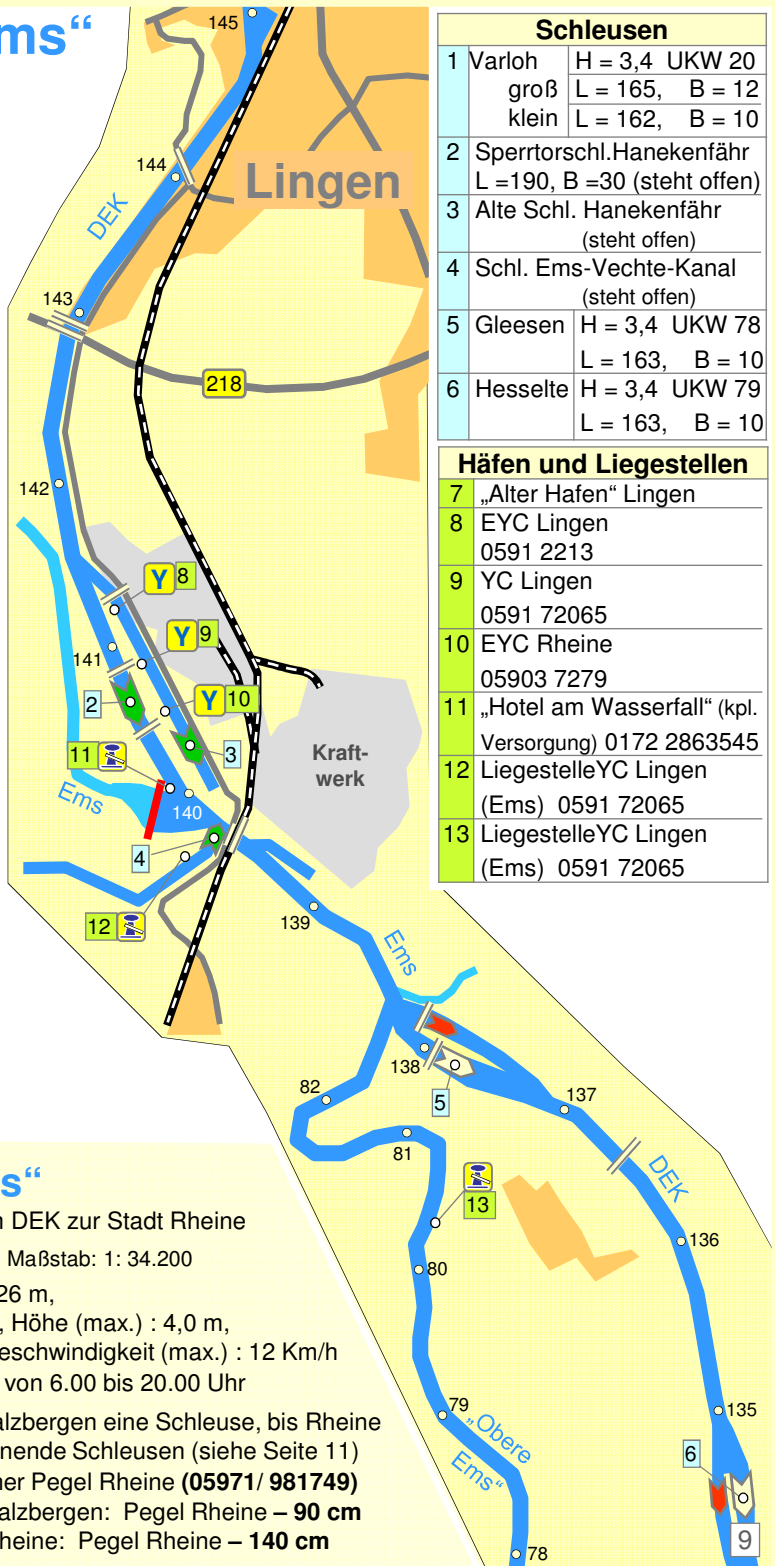 ms“
145
144
Lingen
DEK
143
218
142
Y 8
Y 9
141
2
Y 10
11
3
Kraft-
werk
Ems
140
4
12
139
Ems
138
5
137
82
81
13
DEK
136
80
79
„Obere
Ems“
135
6
78
9
Schleusen
1 Varloh H = 3,4 UKW 20
groß L = 165, B = 12
klein L = 162, B = 10
2 Sperrtorschl.Hanekenfähr
L =190, B =30 (steht offen)
3 Alte Schl. Hanekenfähr
(steht offen)
4 Schl. Ems-Vechte-Kanal
(steht offen)
5 Gleesen H = 3,4 UKW 78
L = 163, B = 10
6 Hesselte H = 3,4 UKW 79
L = 163, B = 10
Häfen und Liegestellen
7 „Alter Hafen“ Lingen
8 EYC Lingen
0591 2213
9 YC Lingen
0591 72065
10 EYC Rheine
05903 7279
11 „Hotel am Wasserfall“ (kpl.
Versorgung) 0172 2863545
12 LiegestelleYC Lingen
(Ems) 0591 72065
13 LiegestelleYC Lingen
(Ems) 0591 72065
s“
DEK zur Stadt Rheine
Maßstab: 1: 34.200
26 m,
, Höhe (max.) : 4,0 m,
eschwindigkeit (max.) : 12 Km/h
von 6.00 bis 20.00 Uhr
alzbergen eine Schleuse, bis Rheine
nende Schleusen (siehe Seite 11)
ner Pegel Rheine (05971/ 981749)
alzbergen: Pegel Rheine – 90 cm
heine: Pegel Rheine – 140 cm